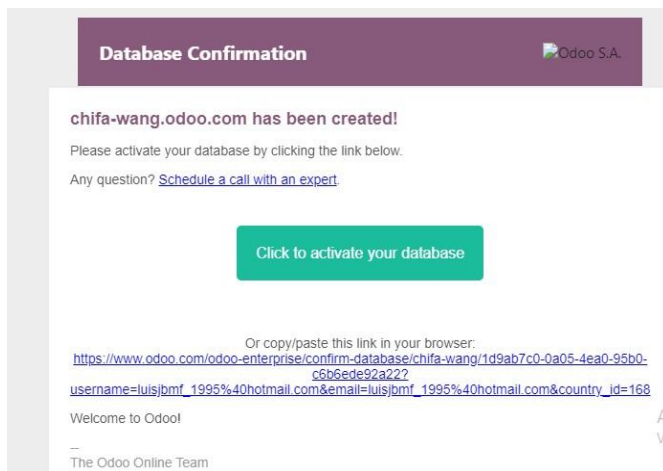 Database Confirmation
Odoo S.A.
chifa-wang.odoo.com has been created!
Please activate your database by clicking the link below.
Any question? Schedule a call with an expert.
Click to activate your database
Or copy/paste this link in your browser:
https://www.odoo.com/odoo-enterprise/confirm-database/chifa-wang/1d9ab7c0-0a05-4ea0-95b0-
c6b6ede92a22?
username=luisjbmf_1995%40hotmail.com&email=luisjbmf_1995%40hotmail.com&country_id=168
Welcome to Odoo!
--
The Odoo Online Team